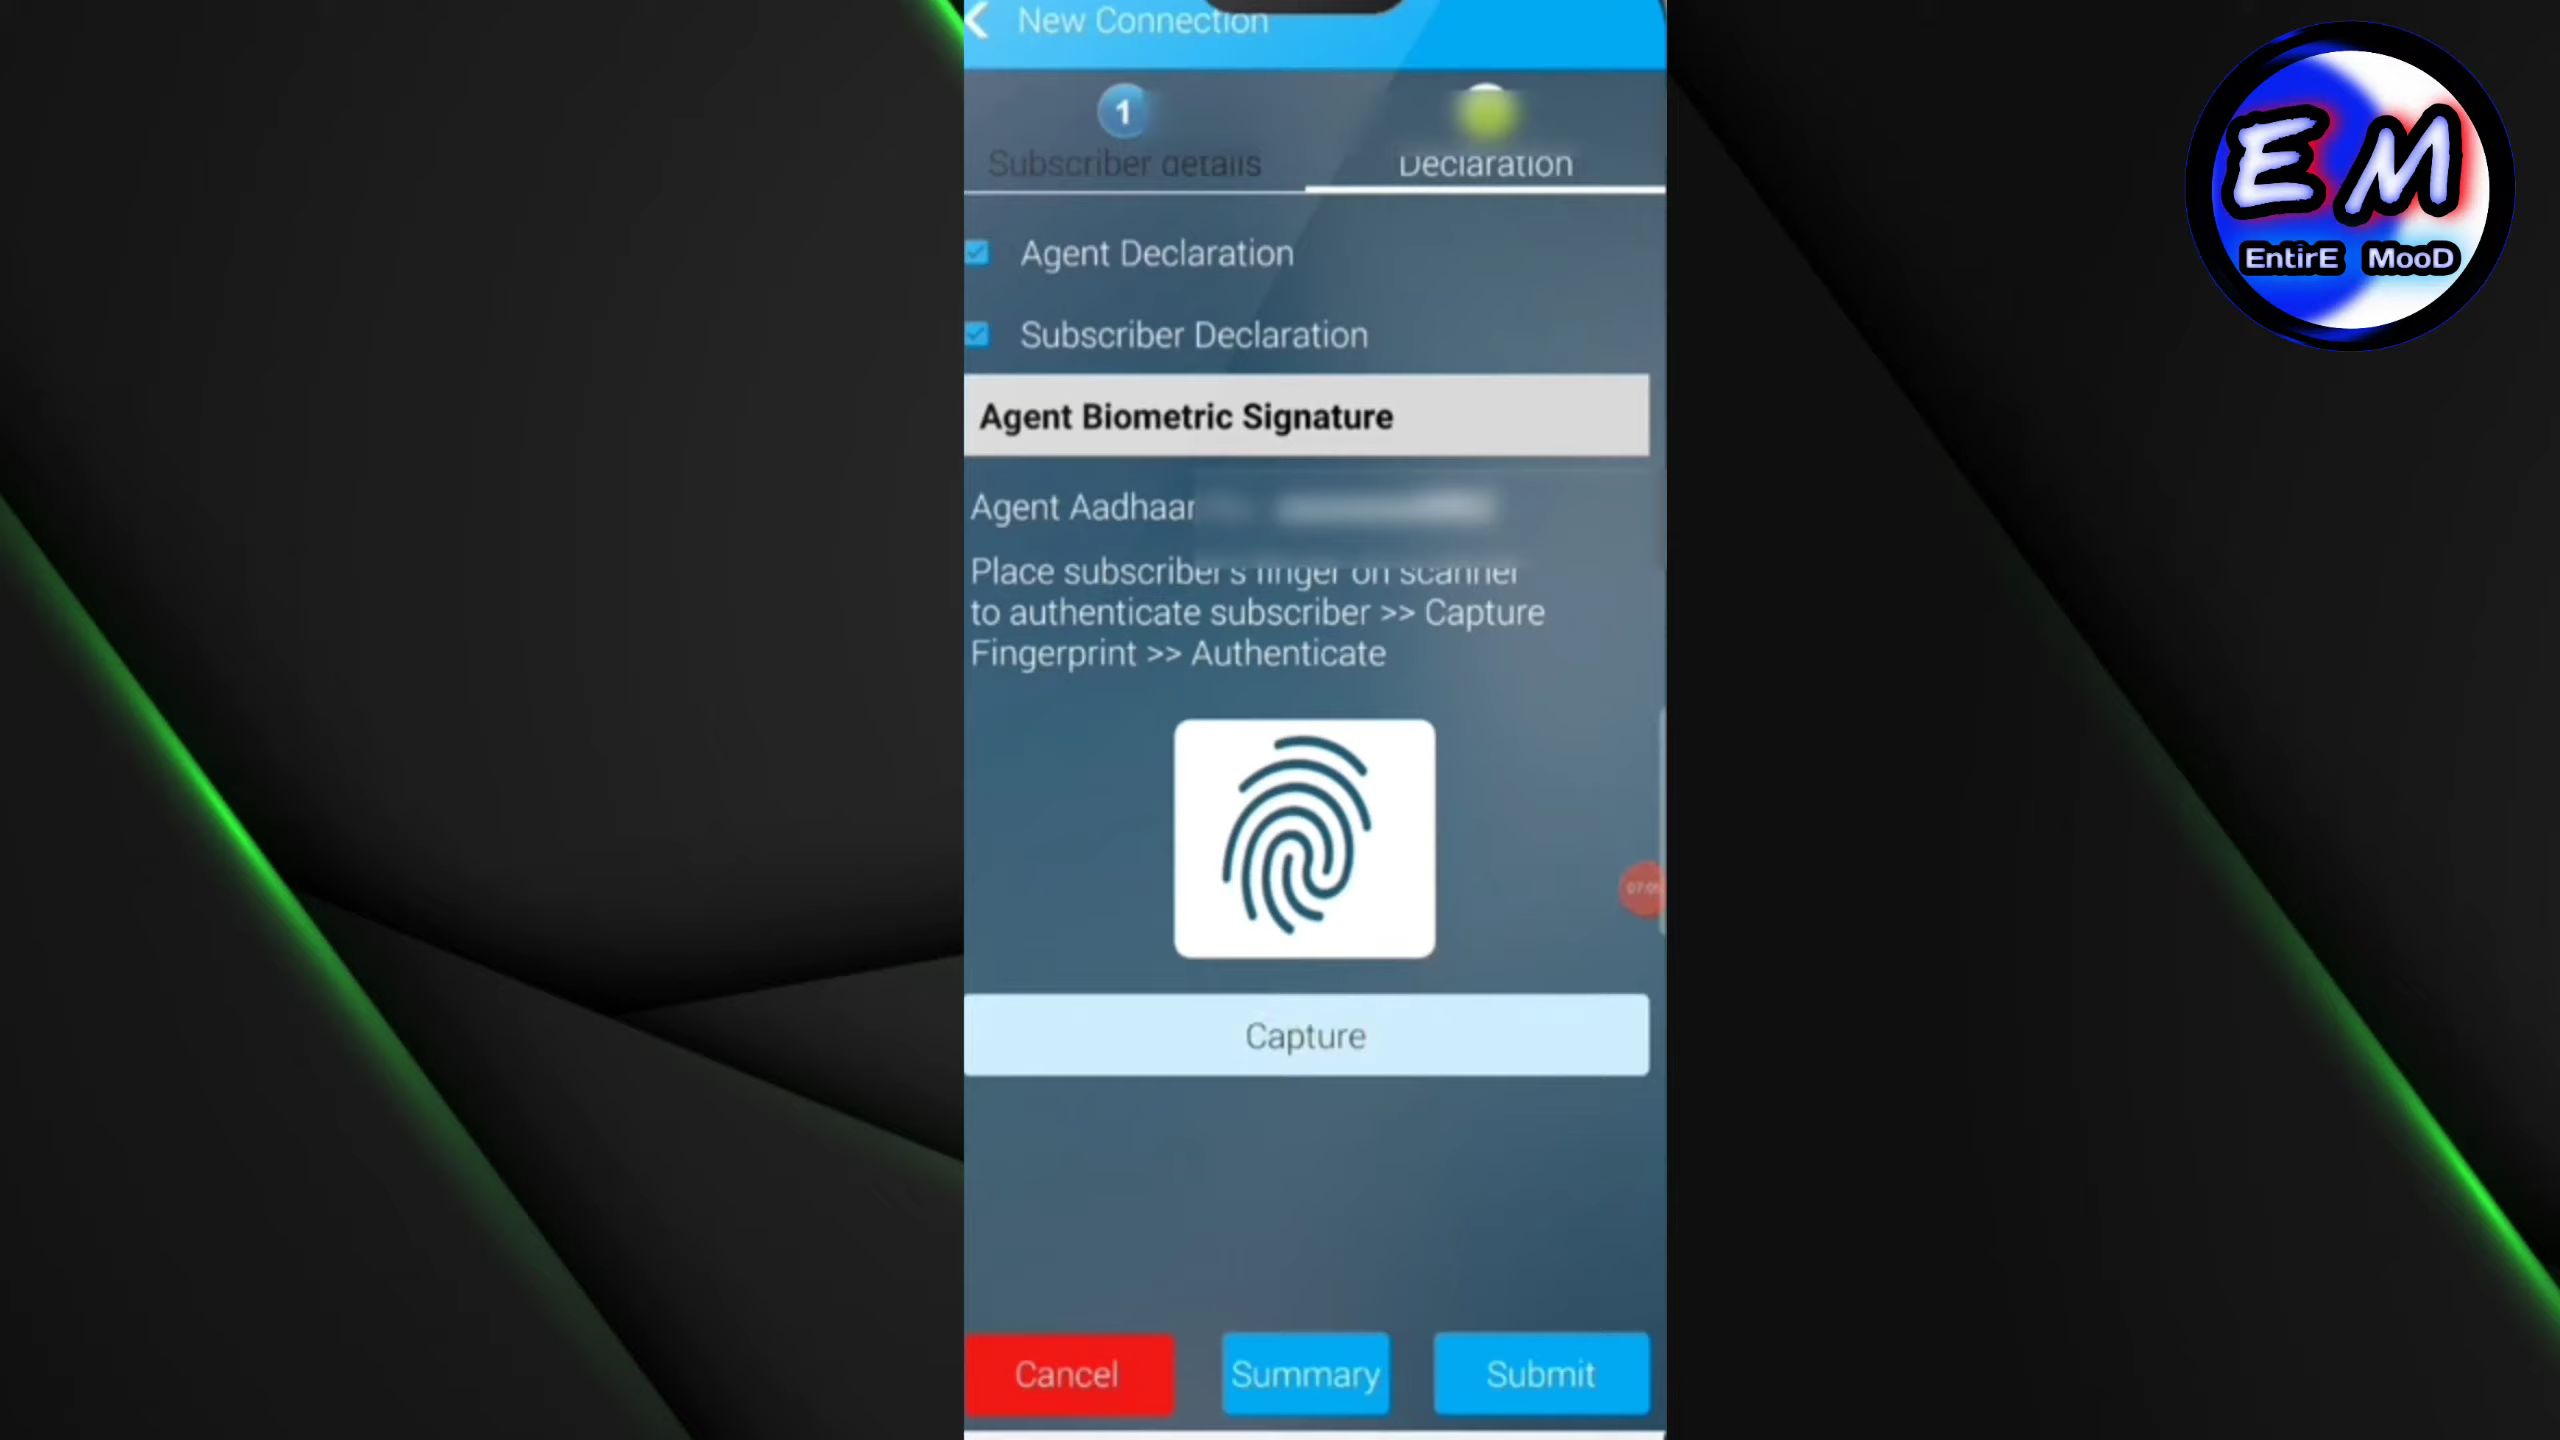 New Connection
1
Subscriber details
Declaration
Agent Declaration
Subscriber Declaration
Agent Biometric Signature
Agent Aadhaar
Place subscriber's finger on scanner
to authenticate subscriber >> Capture
Fingerprint >> Authenticate
Capture
Cancel
Summary
Submit
EM
EntirE MooD